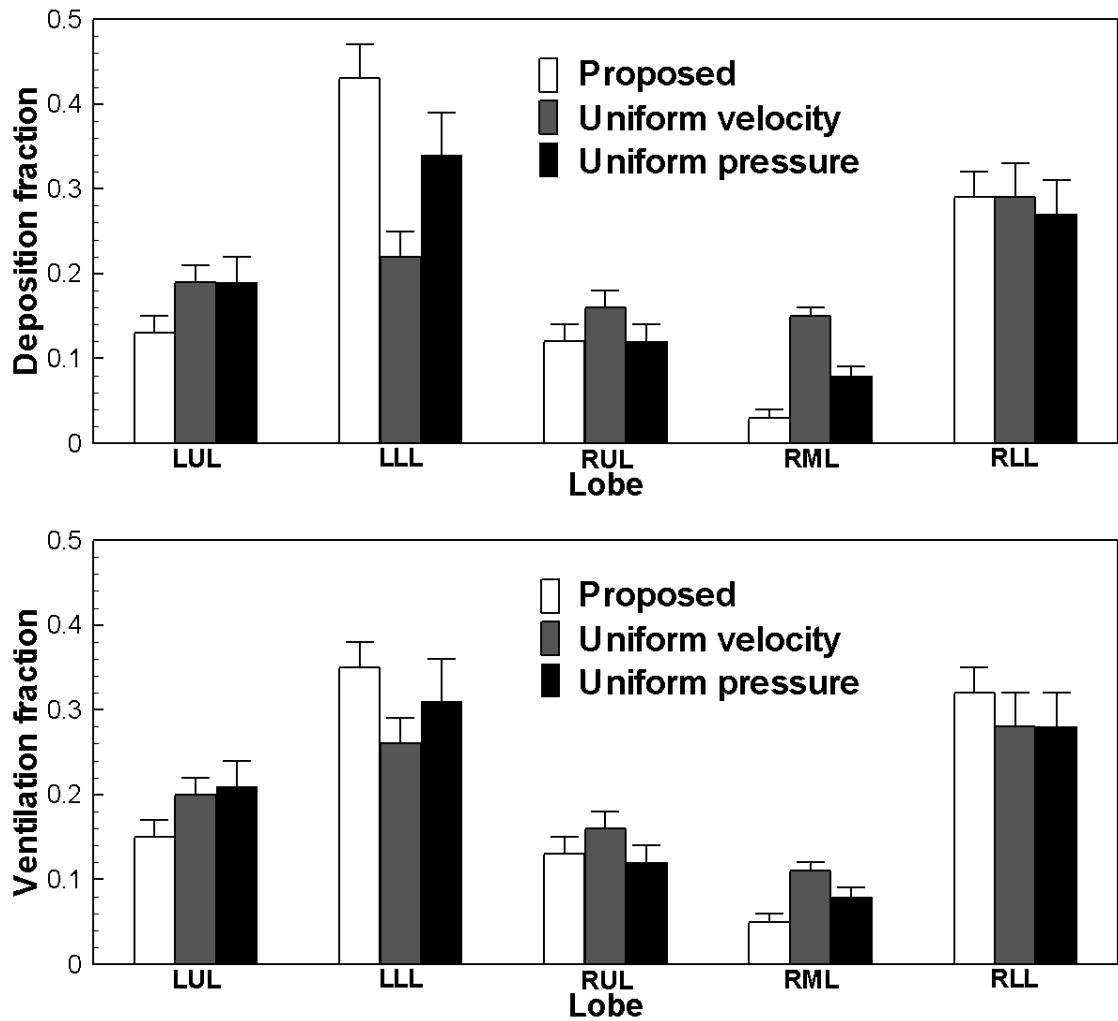 0.5
0.4
0.3
0.2
0.1
0
Deposition fraction
Proposed
Uniform velocity
Uniform pressure
LUL LLL RUL RML RLL
Lobe
0.5
0.4
0.3
0.2
0.1
0
Ventilation fraction
Proposed
Uniform velocity
Uniform pressure
LUL LLL RUL RML RLL
Lobe